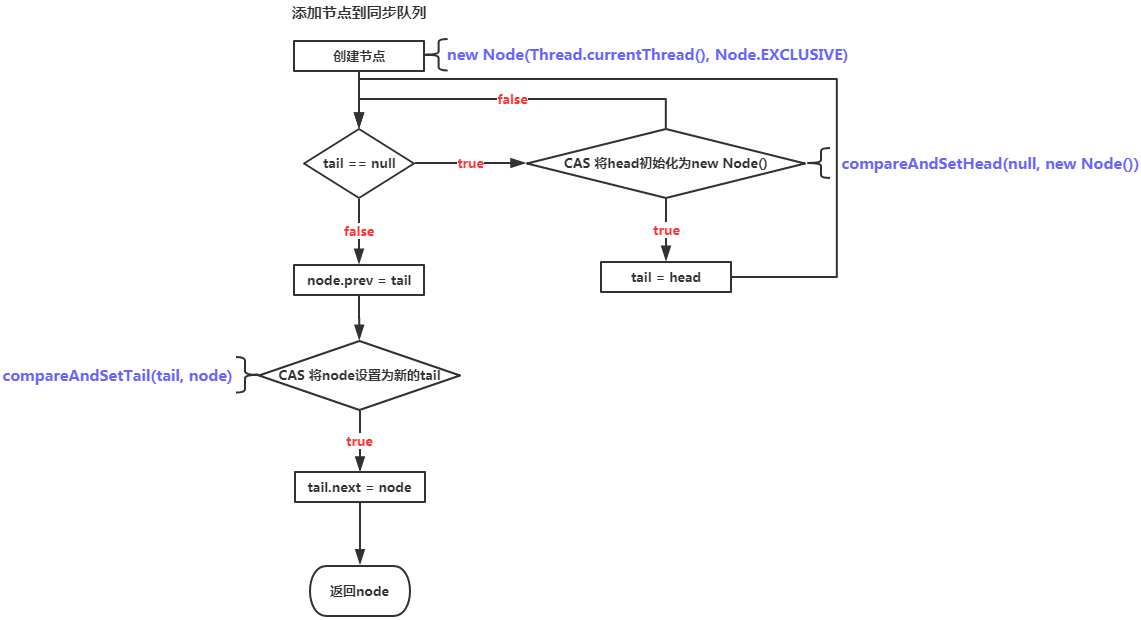 添加节点到同步队列
创建节点
new Node(Thread.currentThread(), Node.EXCLUSIVE)
false
tail == null
true
CAS 将head初始化为new Node()
compareAndSetHead(null, new Node())
false
true
node.prev = tail
tail = head
compareAndSetTail(tail, node)
CAS 将node设置为新的tail
true
tail.next = node
返回node